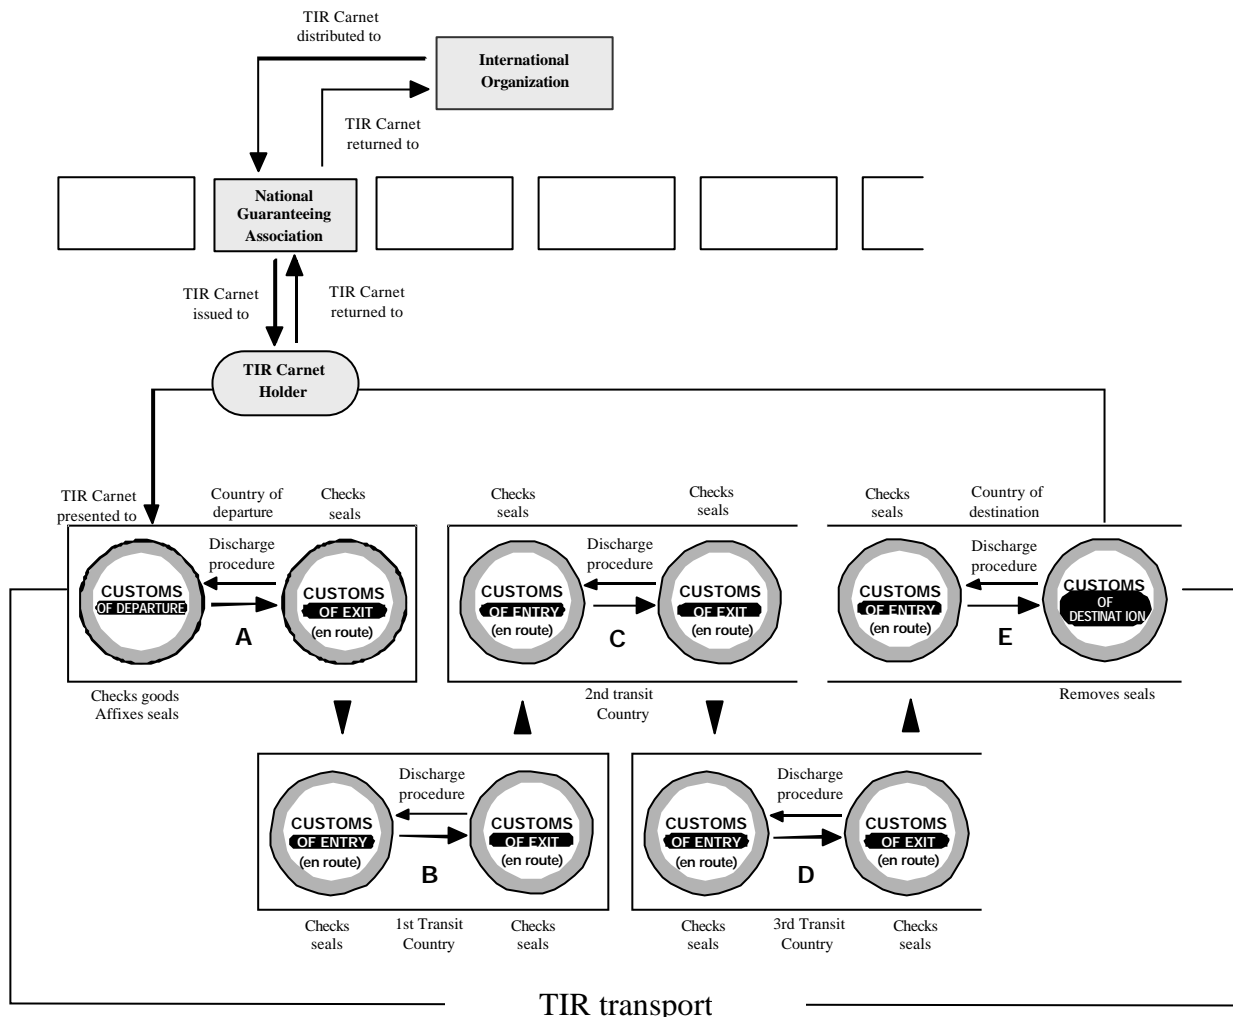 TIR Carnet
distributed to
International
Organization
TIR Carnet
returned to
National
Guaranteeing
Association
TIR Carnet
issued to
TIR Carnet
returned to
TIR Carnet
Holder
TIR Carnet
presented to
Country of
departure
Checks
seals
Discharge
procedure
CUSTOMS
OF DEPARTURE
CUSTOMS
OF EXIT
(en route)
A
Checks goods
Affixes seals
Checks
seals
Checks
seals
Discharge
procedure
CUSTOMS
OF ENTRY
(en route)
CUSTOMS
OF EXIT
(en route)
C
2nd transit
Country
Checks
seals
Country of
destination
Discharge
procedure
CUSTOMS
OF ENTRY
(en route)
CUSTOMS
OF
DESTINAT ION
E
Removes seals
Discharge
procedure
CUSTOMS
OF ENTRY
(en route)
CUSTOMS
OF EXIT
(en route)
B
Checks
seals
1st Transit
Country
Checks
seals
Discharge
procedure
CUSTOMS
OF ENTRY
(en route)
CUSTOMS
OF EXIT
(en route)
D
Checks
seals
3rd Transit
Country
Checks
seals
TIR transport